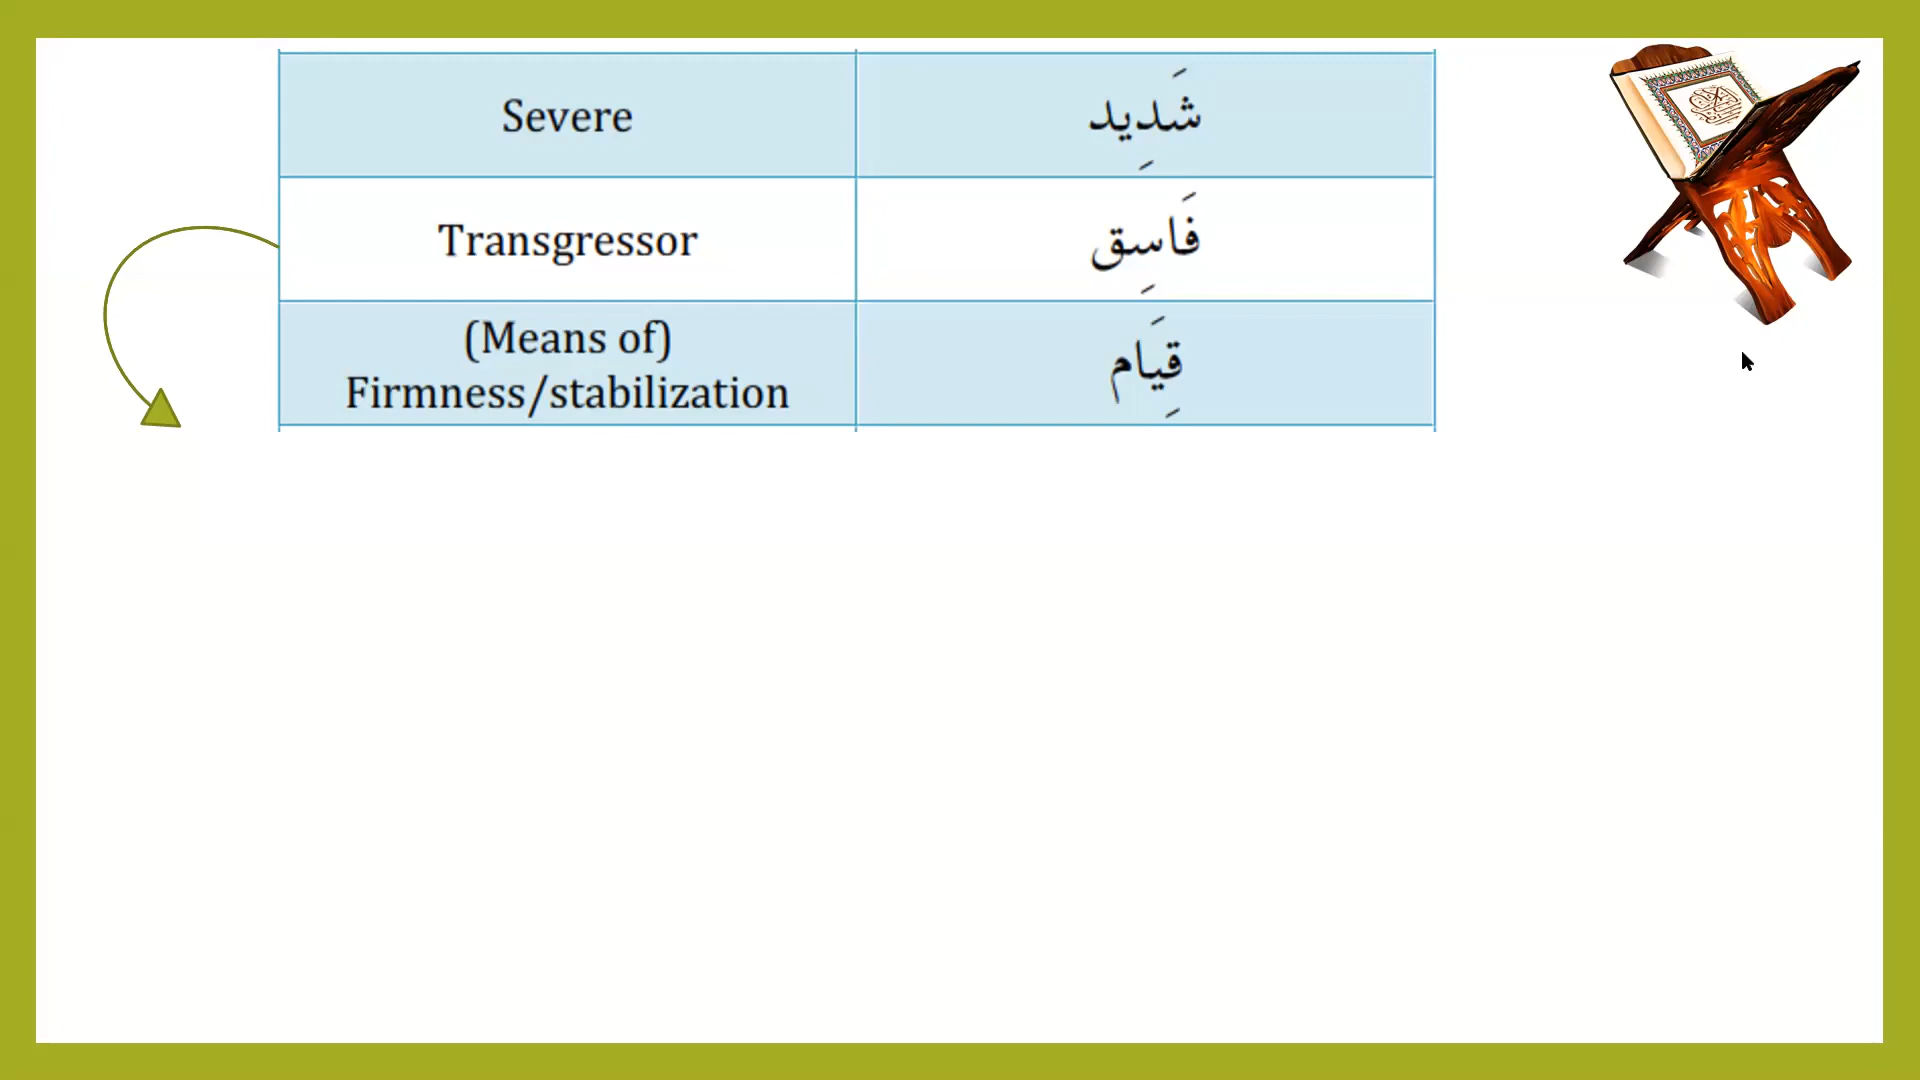 Severe شَدِيد
Transgressor فَاسِق
(Means of) قِيَام
Firmness/stabilization